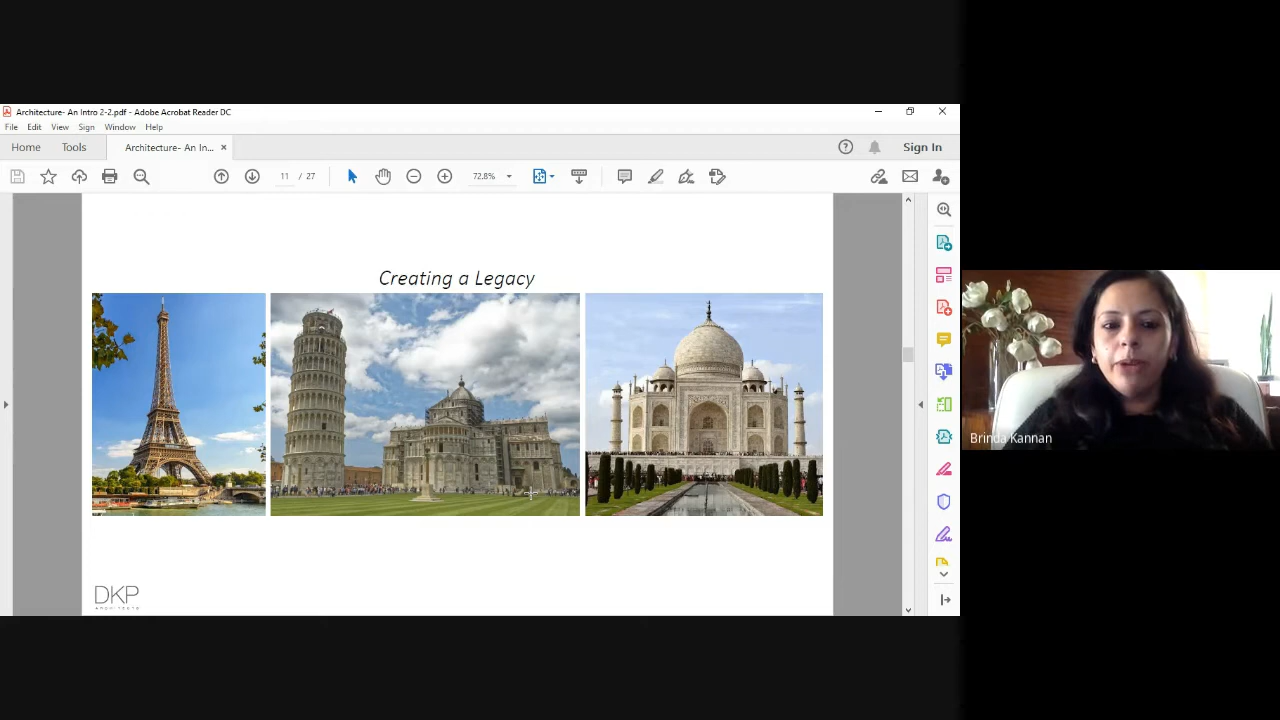 Architecture- An Intro 2-2.pdf - Adobe Acrobat Reader DC
File Edit View Sign Window Help
Home Tools Architecture- An In... × Sign In
11 / 27 72.8%
Creating a Legacy
DKP
ARCHITECTS
Brinda Kannan